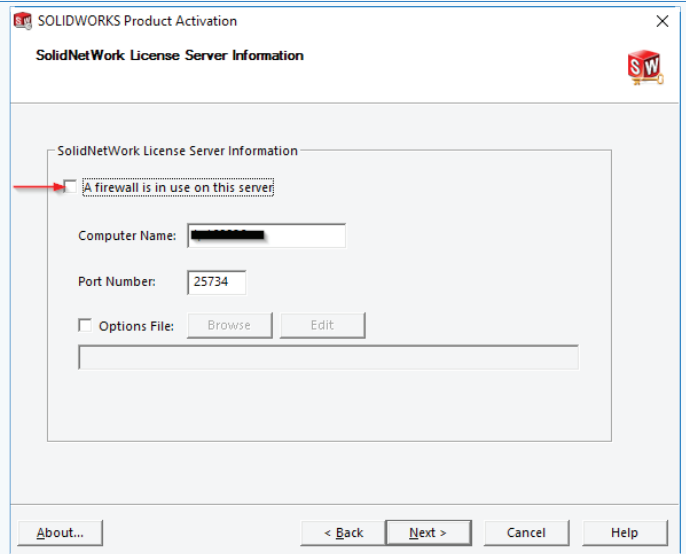 SOLIDWORKS Product Activation
SolidNetWork License Server Information
SW
SolidNetWork License Server Information
A firewall is in use on this server
Computer Name:
Port Number: 25734
Options File: Browse Edit
About... < Back Next > Cancel Help